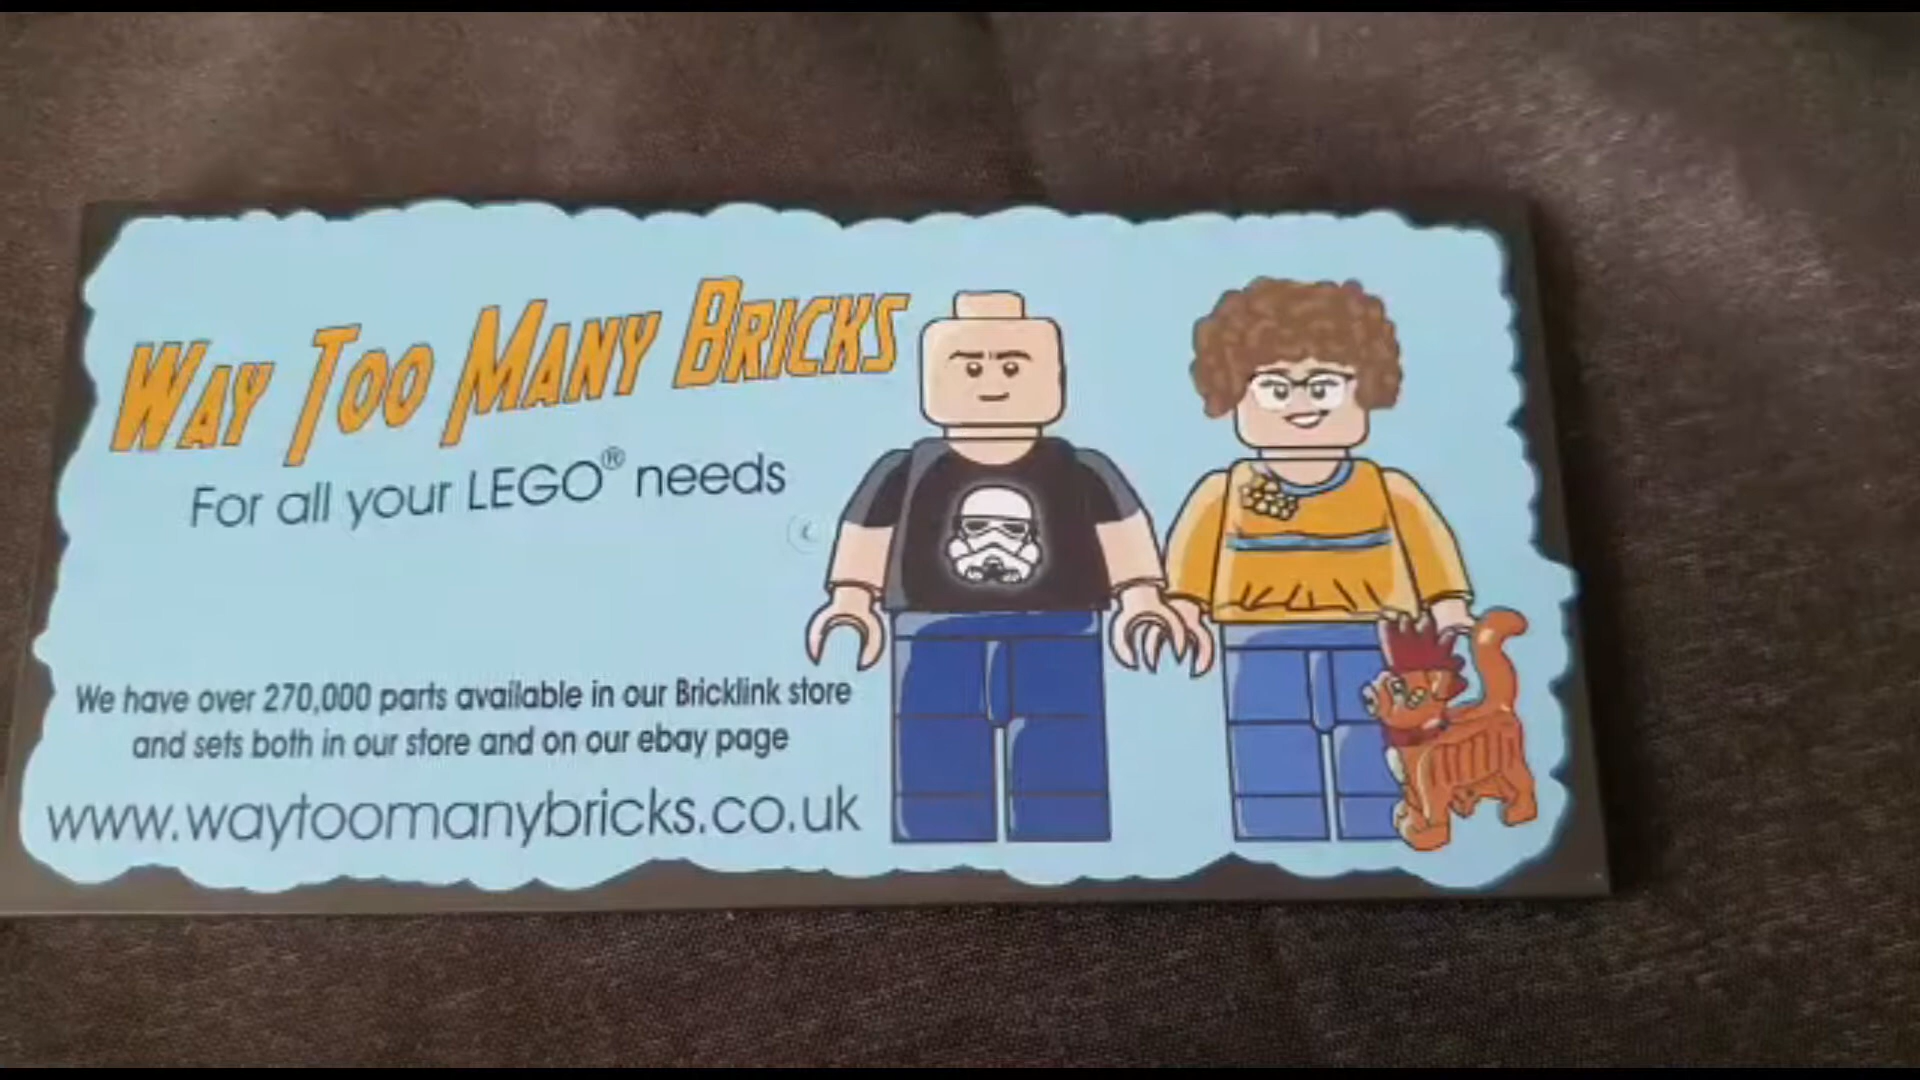 Way Too Many Bricks
For all your LEGO® needs
We have over 270,000 parts available in our Bricklink store
and sets both in our store and on our ebay page
www.waytoomanybricks.co.uk